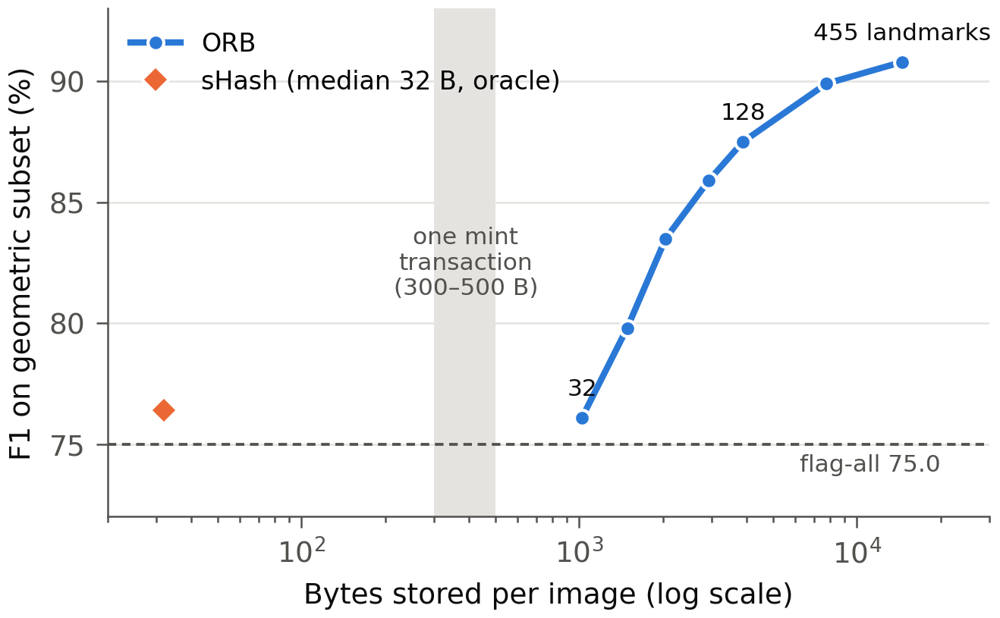 ORB
sHash (median 32 B, oracle)
455 landmarks
128
32
one mint
transaction
(300–500 B)
flag-all 75.0
F1 on geometric subset (%)
90
85
80
75
10²
10³
10⁴
Bytes stored per image (log scale)